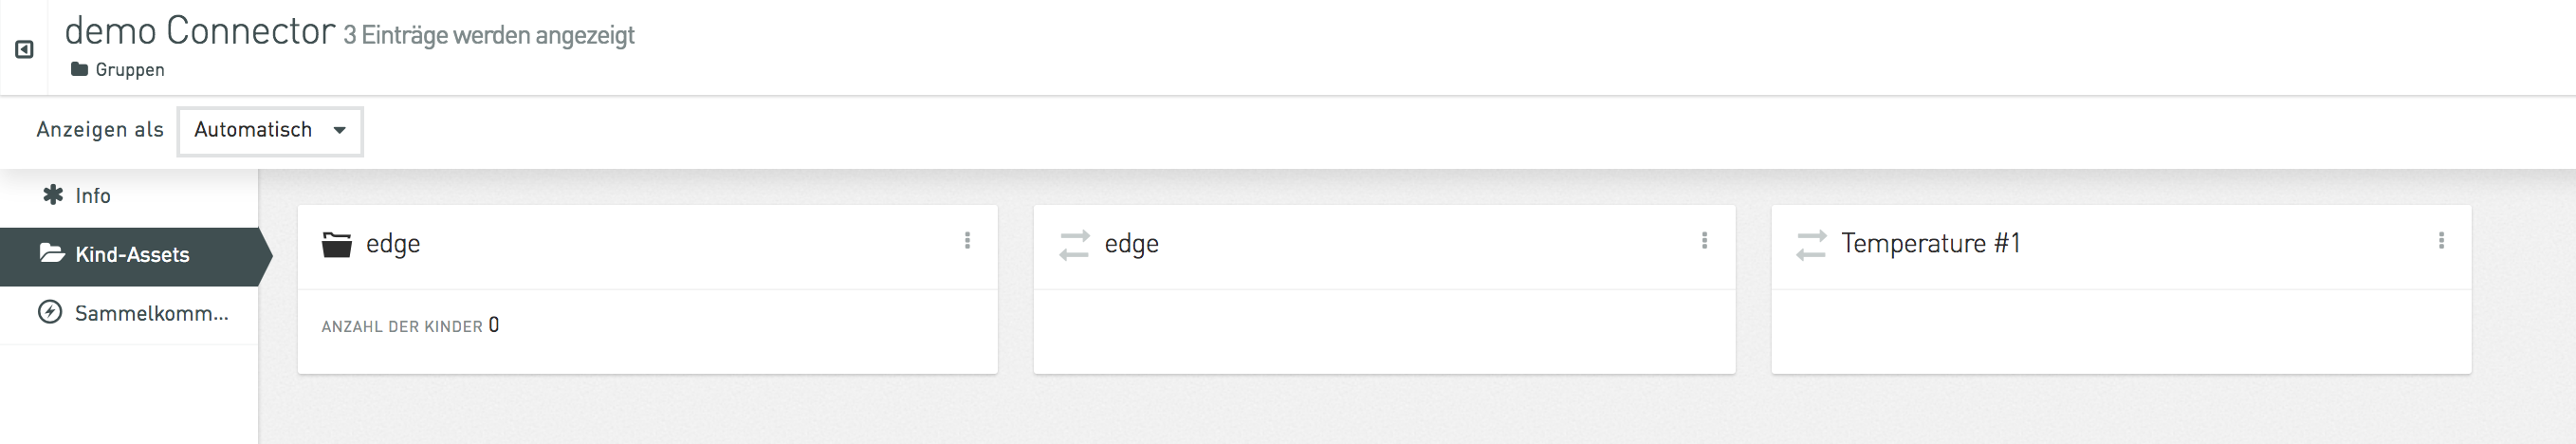 demo Connector 3 Einträge werden angezeigt
Gruppen
Anzeigen als Automatisch
Info
Kind-Assets
Sammelkomm...
edge
ANZAHL DER KINDER 0
edge
Temperature #1